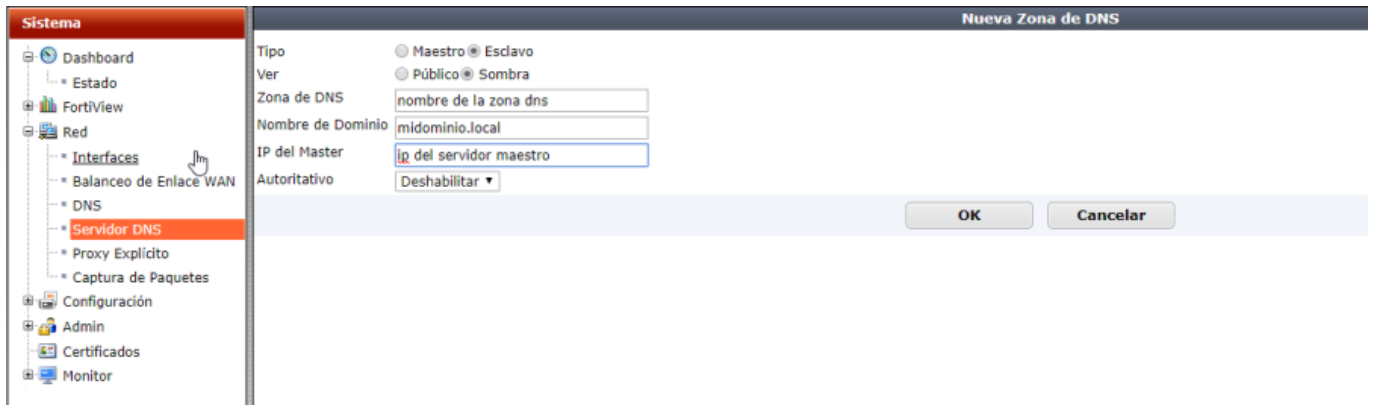 Sistema
Dashboard
Estado
FortiView
Red
Interfaces
Balanceo de Enlace WAN
DNS
Servidor DNS
Proxy Explícito
Captura de Paquetes
Configuración
Admin
Certificados
Monitor
Nueva Zona de DNS
Tipo Maestro Esclavo
Ver Público Sombra
Zona de DNS nombre de la zona dns
Nombre de Dominio midominio.local
IP del Master ip del servidor maestro
Autoritativo Deshabilitar
OK Cancelar